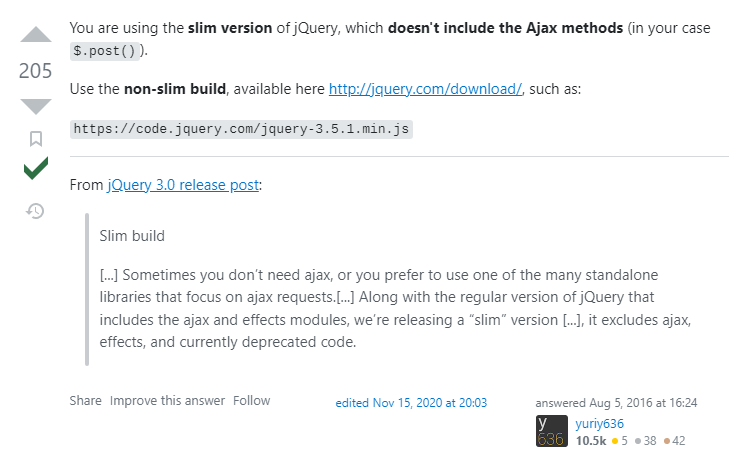 You are using the slim version of jQuery, which doesn't include the Ajax methods (in your case
$.post() ).
205
Use the non-slim build, available here http://jquery.com/download/, such as:
https://code.jquery.com/jquery-3.5.1.min.js
From jQuery 3.0 release post:
Slim build
[...] Sometimes you don’t need ajax, or you prefer to use one of the many standalone
libraries that focus on ajax requests.[...] Along with the regular version of jQuery that
includes the ajax and effects modules, we’re releasing a “slim” version [...], it excludes ajax,
effects, and currently deprecated code.
Share Improve this answer Follow
edited Nov 15, 2020 at 20:03
answered Aug 5, 2016 at 16:24
y
636
yuriy636
10.5k 5 38 42